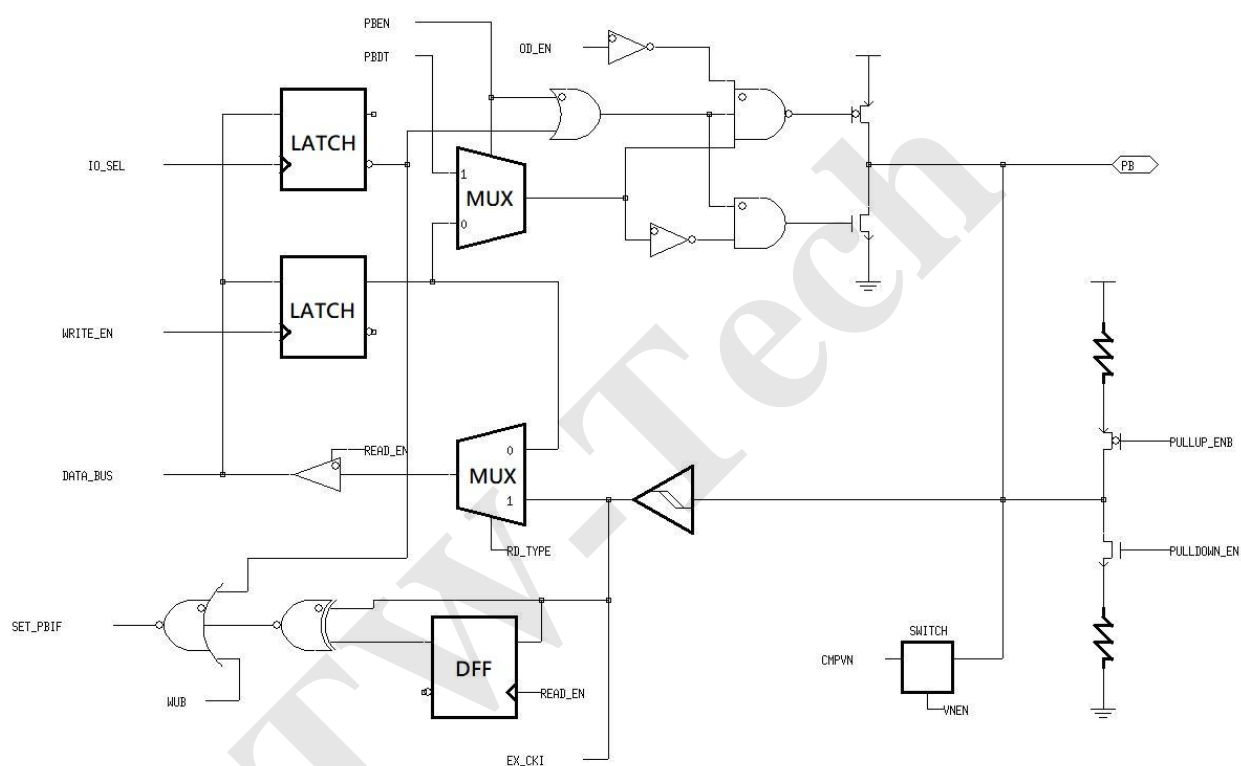 PBEN
OD_EN
PBDT
LATCH
IO_SEL
1
MUX
0
PB
LATCH
WRITE_EN
READ_EN
0
MUX
1
DATA_BUS
PULLUP_ENB
RD_TYPE
PULLDOWN_EN
SET_PBIF
DFF
READ_EN
WUB
SWITCH
CMPVN
VNEN
EX_CKI
TW-Tech